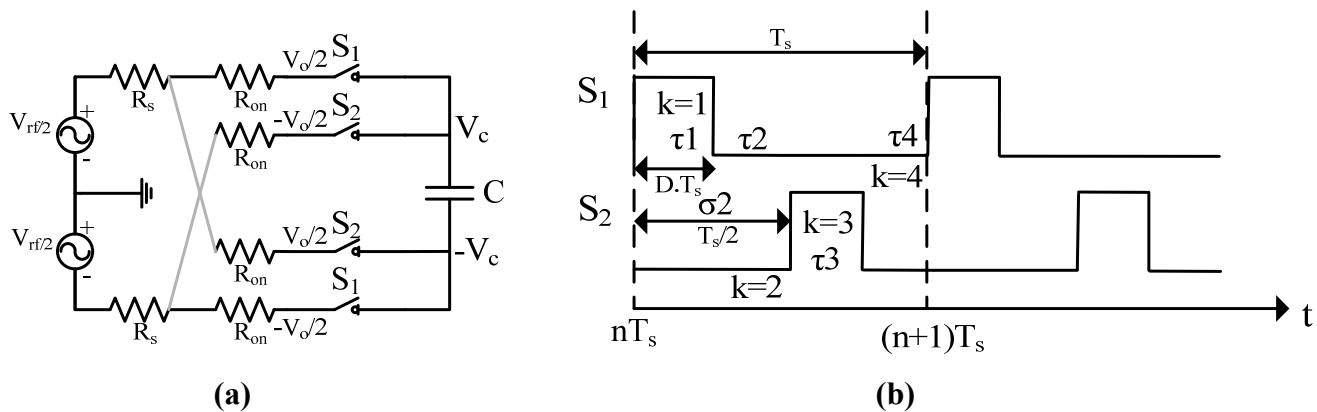 V_o/2 S_1
R_s
R_on
-V_o/2 S_2
V_rf/2
+
-
R_on
V_c
C
+
V_rf/2
-
V_o/2 S_2
-V_c
R_on
S_1
R_s
R_on
-V_o/2
(a)
T_s
S_1
k=1
τ1
τ2
τ4
D.T_s
k=4
S_2
σ2
T_s/2
k=3
τ3
k=2
t
nT_s
(n+1)T_s
(b)